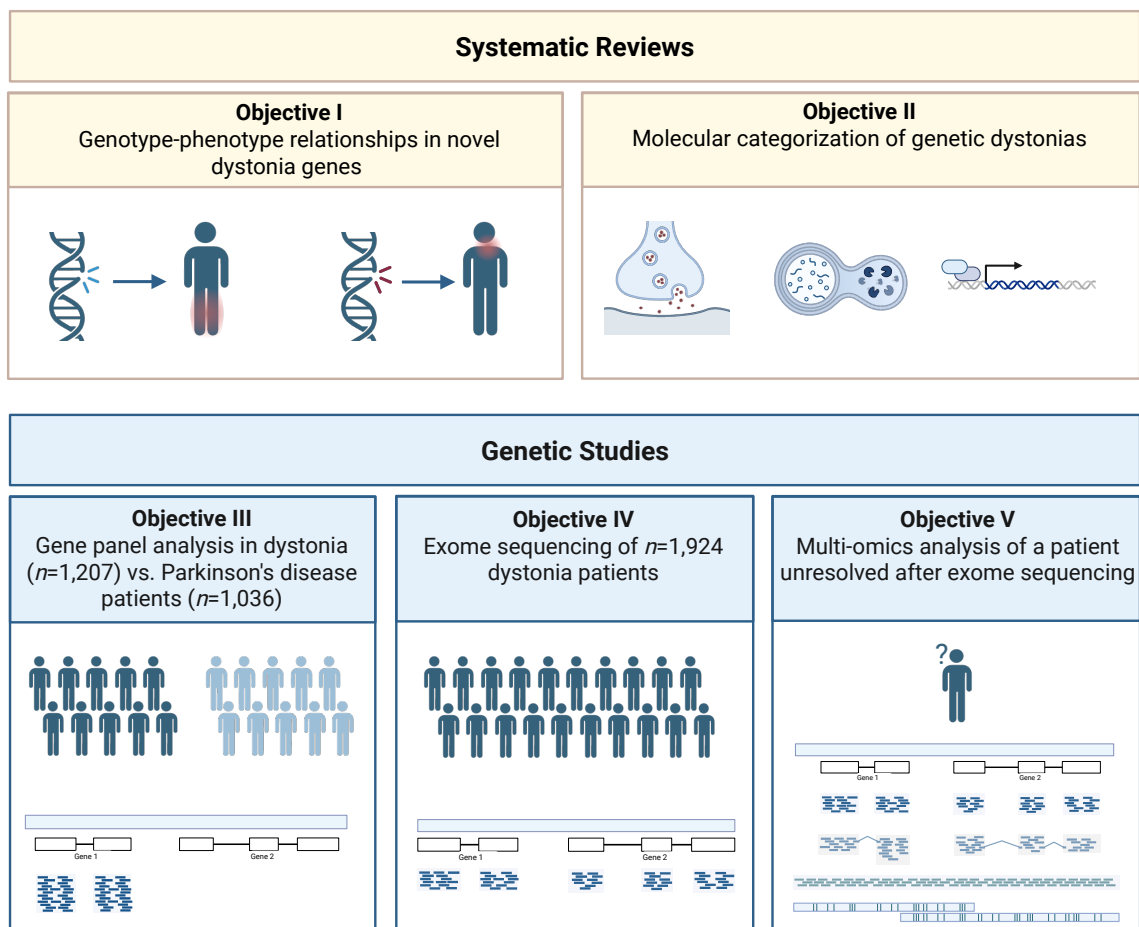 Systematic Reviews
Objective I
Genotype-phenotype relationships in novel
dystonia genes
Objective II
Molecular categorization of genetic dystonias
Genetic Studies
Objective III
Gene panel analysis in dystonia
(n=1,207) vs. Parkinson's disease
patients (n=1,036)
Objective IV
Exome sequencing of n=1,924
dystonia patients
Objective V
Multi-omics analysis of a patient
unresolved after exome sequencing
?
Gene 1
Gene 2
Gene 1
Gene 2
Gene 1
Gene 2